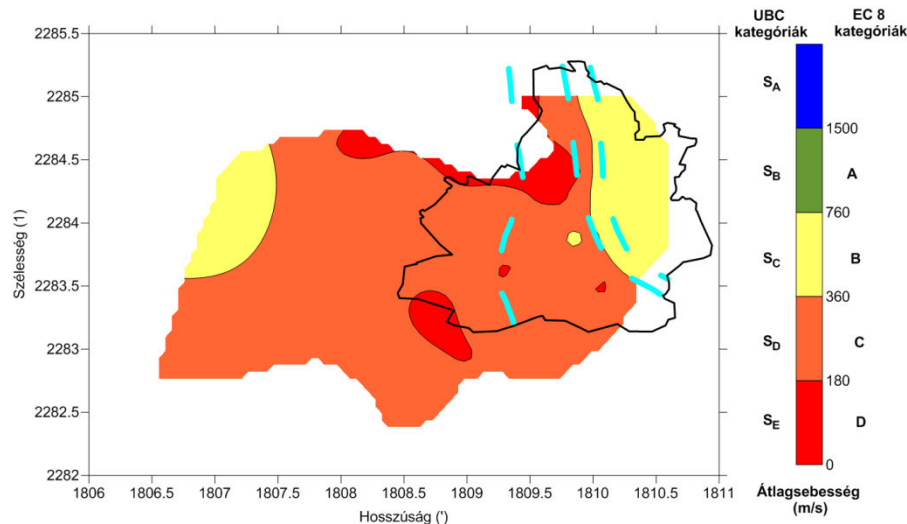 UBC EC 8
kategóriák kategóriák
2285.5
2285
2284.5
2284
2283.5
2283
2282.5
2282
Szélesség (1)
1806 1806.5 1807 1807.5 1808 1808.5 1809 1809.5 1810 1810.5 1811
Hosszúság (')
SA
1500
SB A
760
SC B
360
SD C
180
SE D
0
Átlagsebesség
(m/s)